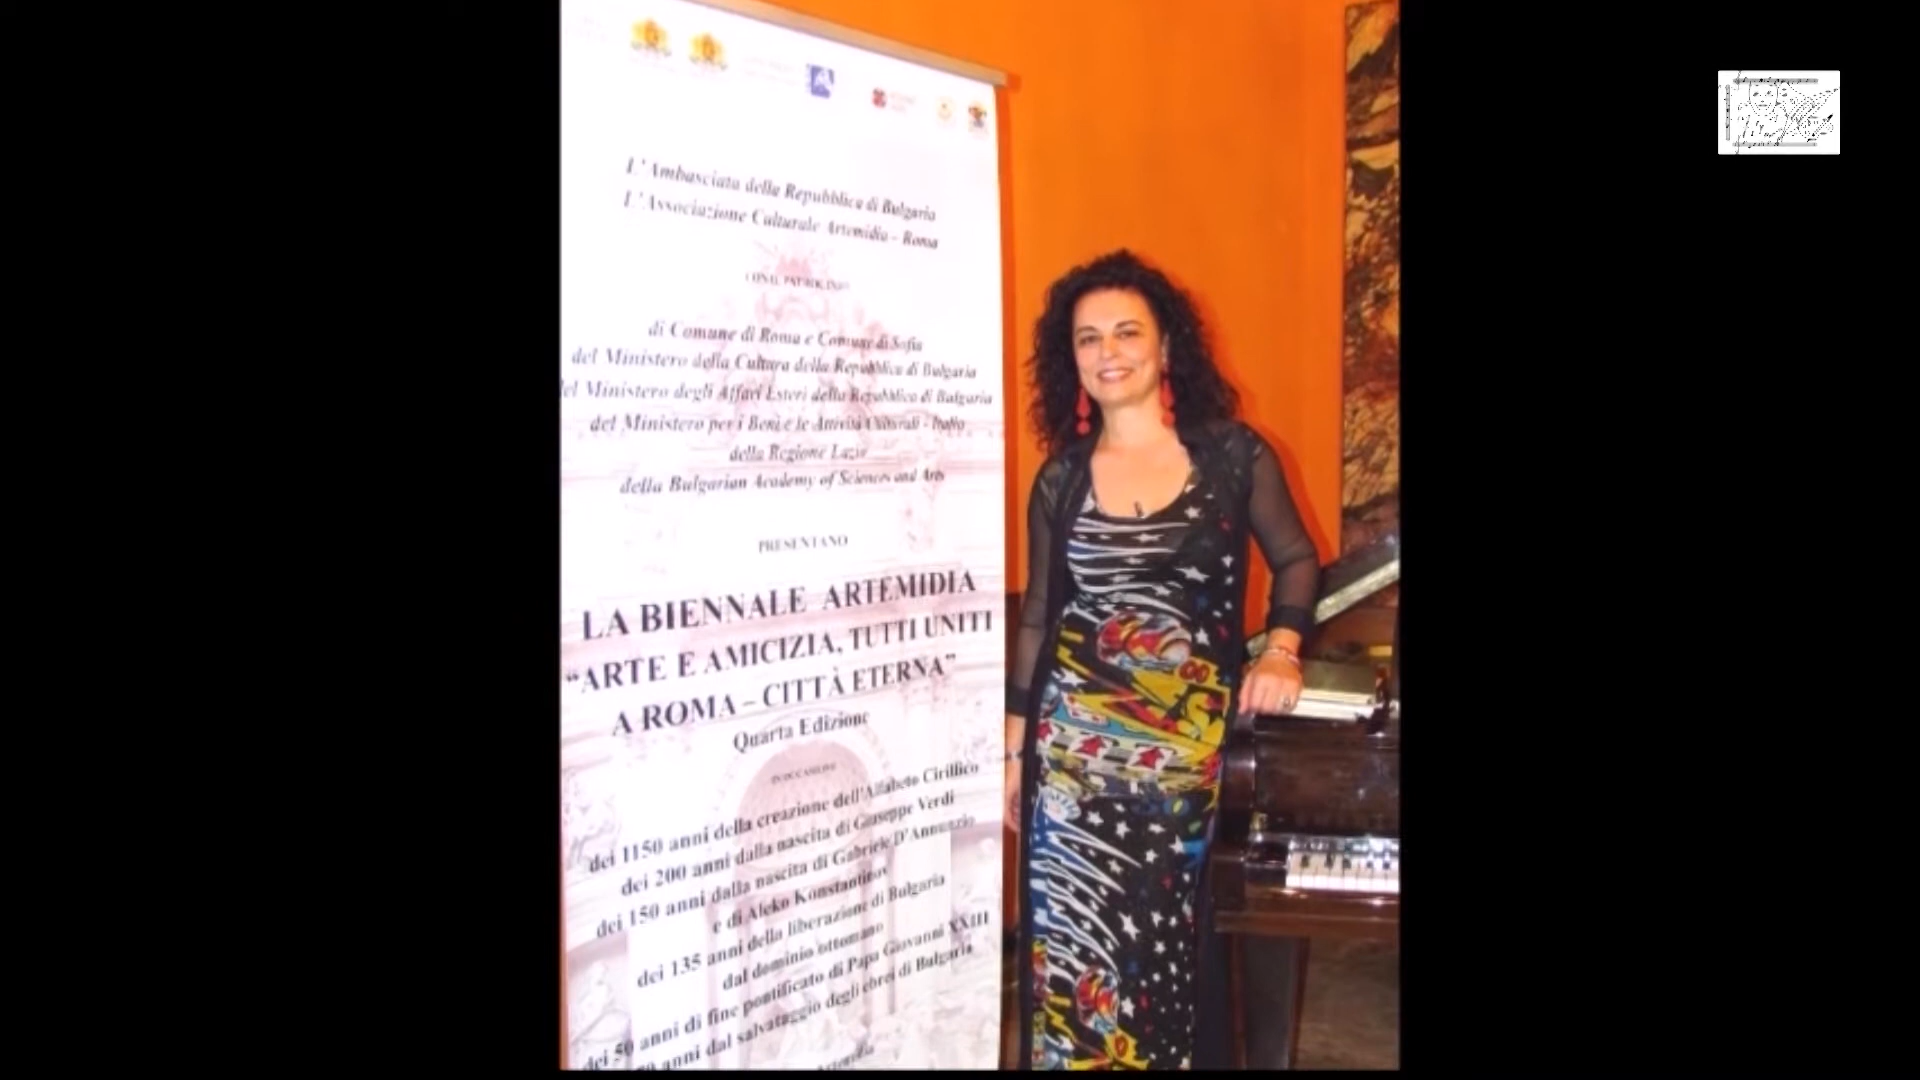 L'Ambasciata della Repubblica di Bulgaria
L'Associazione Culturale Artemidia - Roma
CON IL PATROCINIO
di Comune di Roma e Comune di Sofia
del Ministero della Cultura della Repubblica di Bulgaria
del Ministero degli Affari Esteri della Repubblica di Bulgaria
del Ministero per i Beni e le Attività Culturali - Italia
della Regione Lazio
della Bulgarian Academy of Sciences and Arts
PRESENTANO
LA BIENNALE ARTEMIDIA
“ARTE E AMICIZIA, TUTTI UNITI
A ROMA – CITTÀ ETERNA”
Quarta Edizione
IN OCCASIONE
dei 1150 anni della creazione dell'Alfabeto Cirillico
dei 200 anni dalla nascita di Giuseppe Verdi
dei 150 anni dalla nascita di Gabriele D'Annunzio
e di Aleko Konstantinov
dei 135 anni della liberazione di Bulgaria
dal dominio ottomano
dei 50 anni di fine pontificato di Papa Giovanni XXIII
anni dal salvataggio degli ebrei di Bulgaria